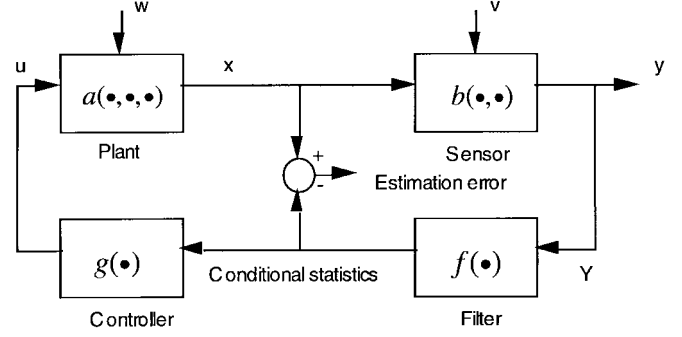 w
v
u
x
y
a(•,•,•)
b(•,•)
Plant
Sensor
+
-
Estimation error
g(•)
Conditional statistics
f(•)
Y
Controller
Filter